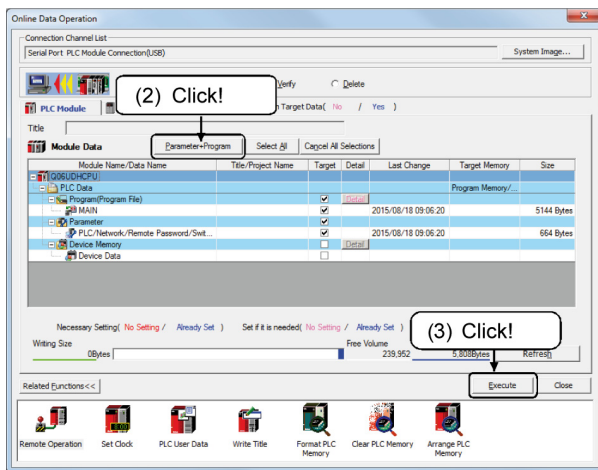 Online Data Operation
Connection Channel List
Serial Port PLC Module Connection(USB)
System Image...
(2) Click!
Verify
Delete
PLC Module
Target Data( No / Yes )
Title
Module Data
Parameter+Program
Select All
Cancel All Selections
Module Name/Data Name Title/Project Name Target Detail Last Change Target Memory Size
Q06UDHCPU
PLC Data Program Memory/...
Program(Program File) Detail
MAIN 2015/08/18 09:06:20 5144 Bytes
Parameter
PLC/Network/Remote Password/Swit... 2015/08/18 09:06:20 664 Bytes
Device Memory Detail
Device Data
Necessary Setting( No Setting / Already Set ) Set if it is needed( No Setting / Already Set )
(3) Click!
Writing Size
0Bytes
Free Volume
239,952
5,808Bytes
Refresh
Related Functions<<
Execute
Close
Remote Operation
Set Clock
PLC User Data
Write Title
Format PLC Memory
Clear PLC Memory
Arrange PLC Memory